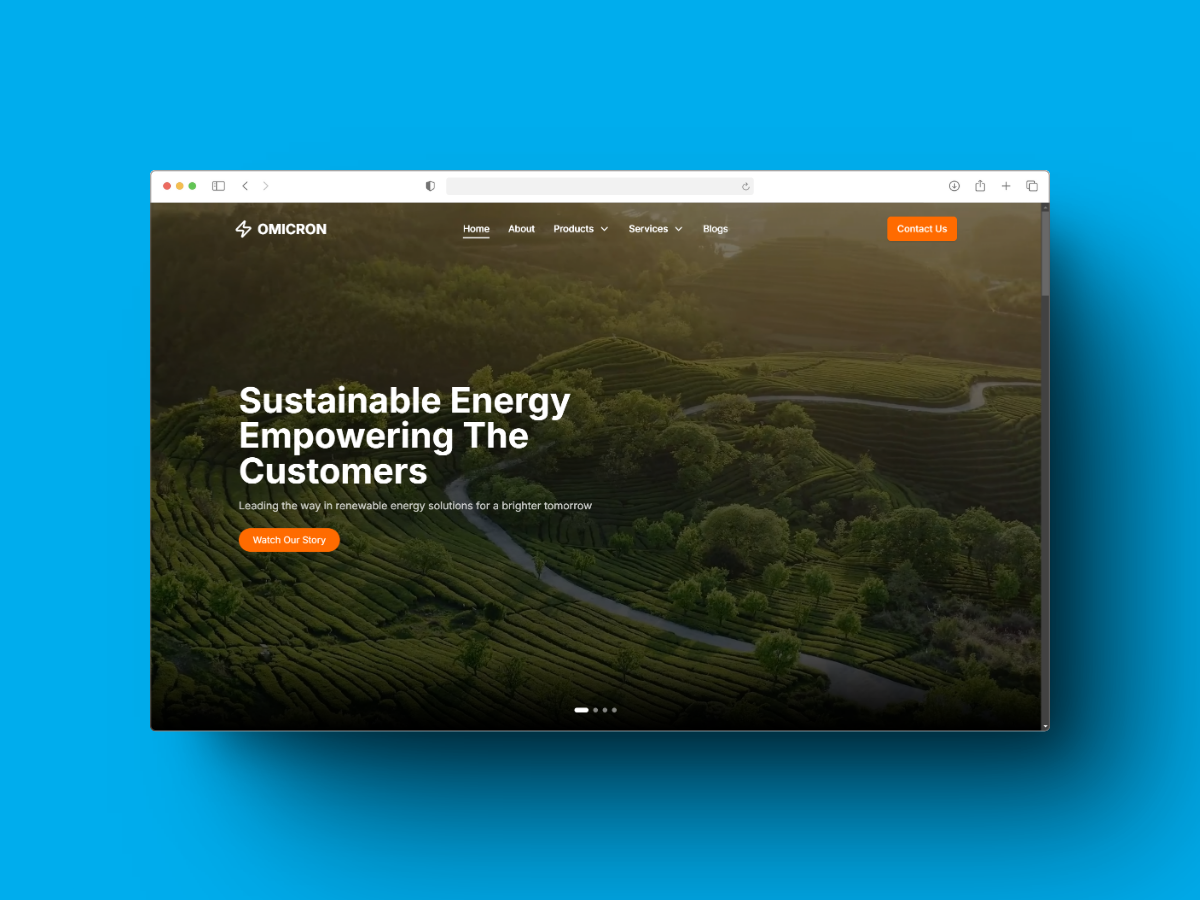 OMICRON
Home About Products Services Blogs
Contact Us
Sustainable Energy
Empowering The
Customers
Leading the way in renewable energy solutions for a brighter tomorrow
Watch Our Story